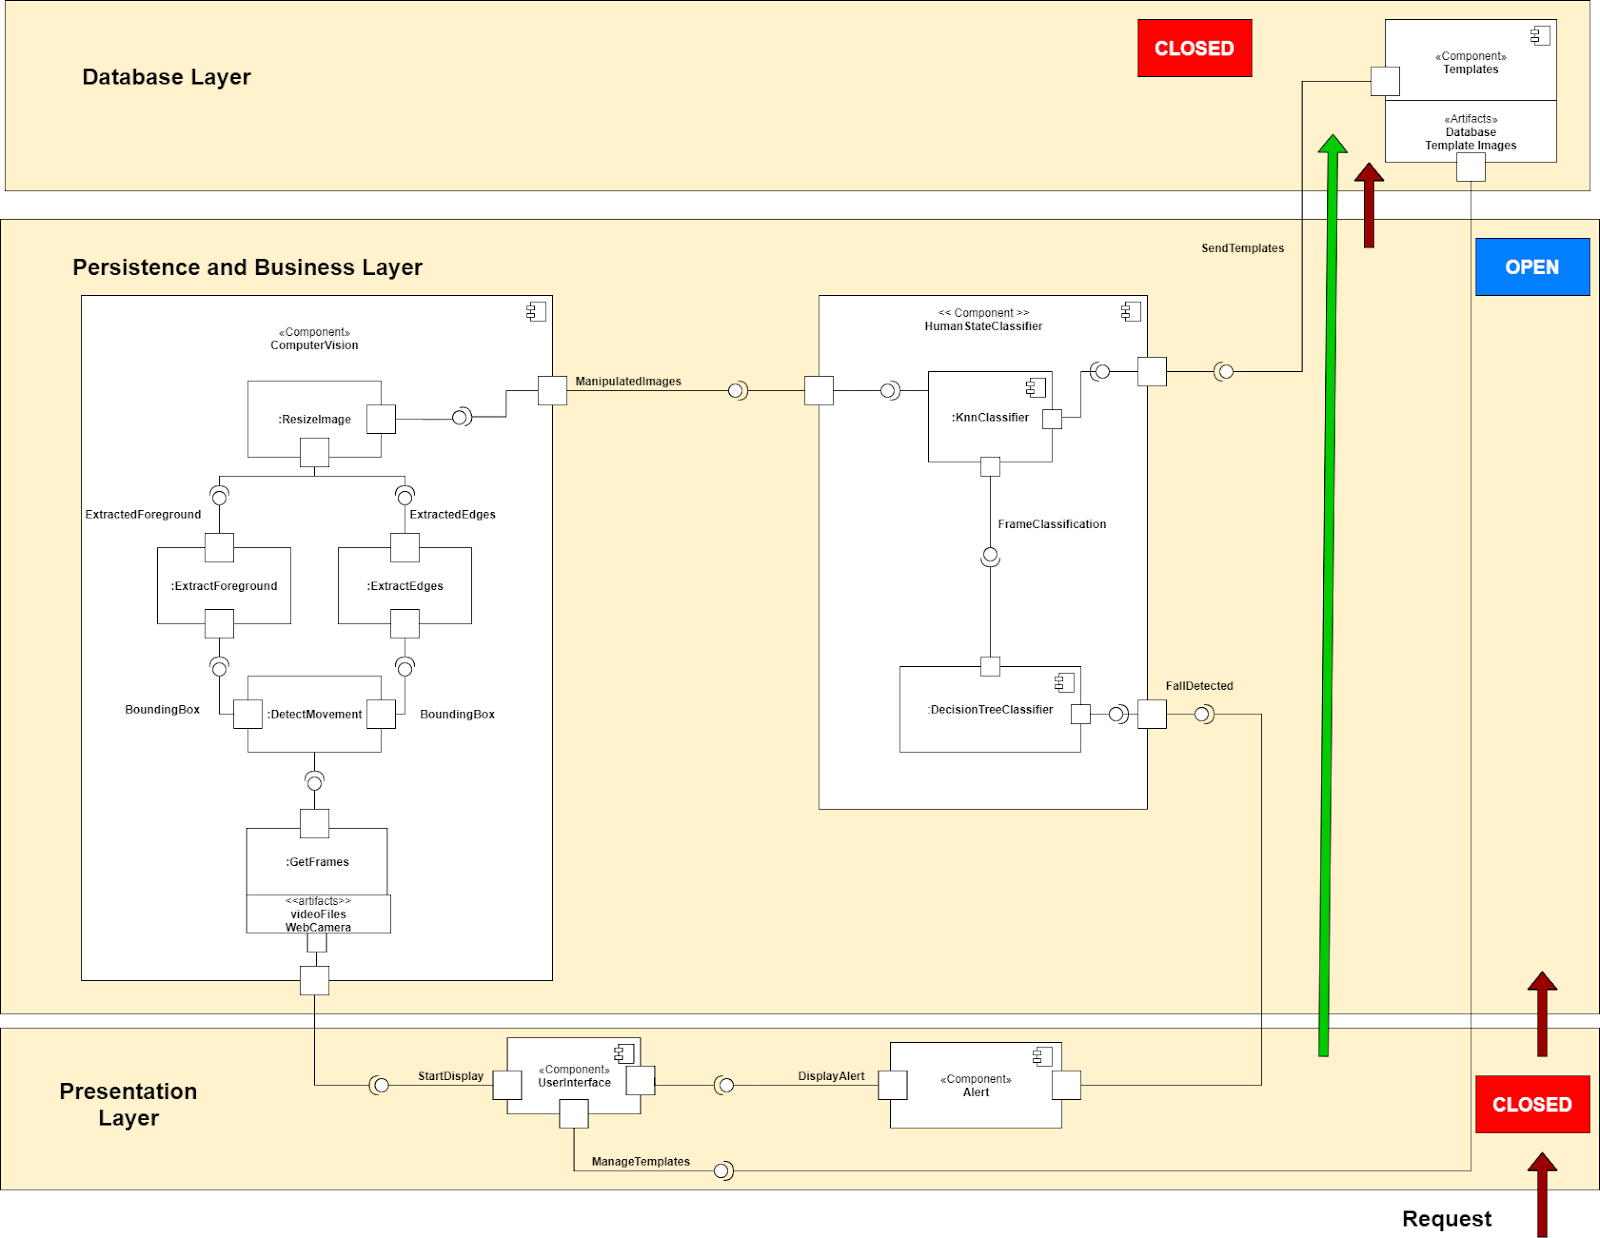 Database Layer
CLOSED
«Component»
Templates
«Artifacts»
Database
Template Images
Persistence and Business Layer
SendTemplates
OPEN
«Component»
ComputerVision
<< Component >>
HumanStateClassifier
ManipulatedImages
:ResizeImage
:KnnClassifier
ExtractedForeground
ExtractedEdges
FrameClassification
:ExtractForeground
:ExtractEdges
BoundingBox
:DetectMovement
BoundingBox
FallDetected
:DecisionTreeClassifier
:GetFrames
<<artifacts>>
videoFiles
WebCamera
Presentation
Layer
StartDisplay
«Component»
UserInterface
DisplayAlert
«Component»
Alert
CLOSED
ManageTemplates
Request